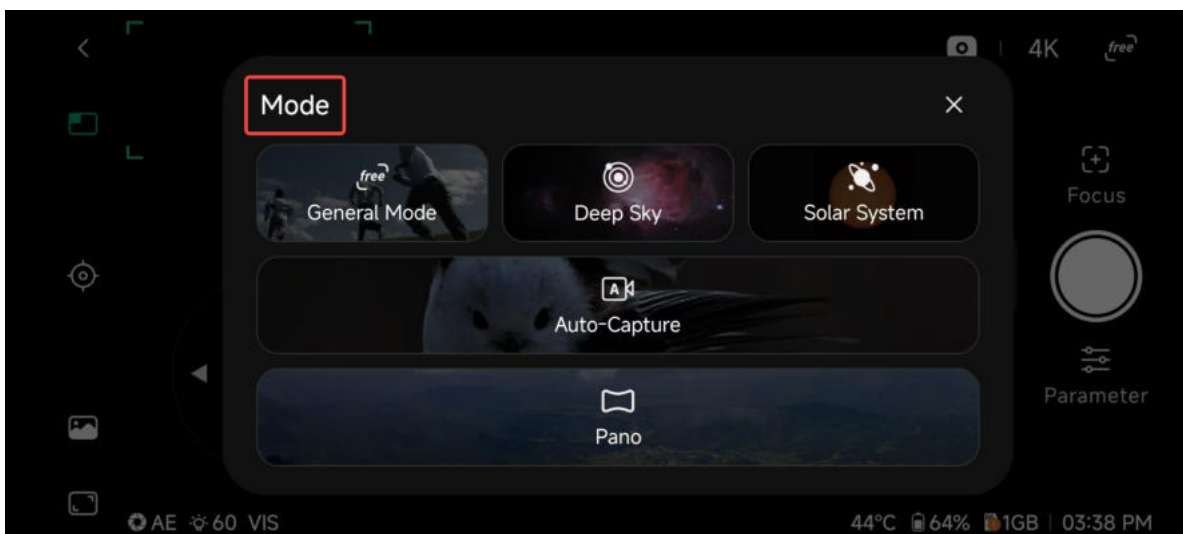 4K free
Mode
free
General Mode
Deep Sky
Solar System
Focus
A
Auto-Capture
Parameter
Pano
AE 60 VIS
44°C 64% 1GB 03:38 PM